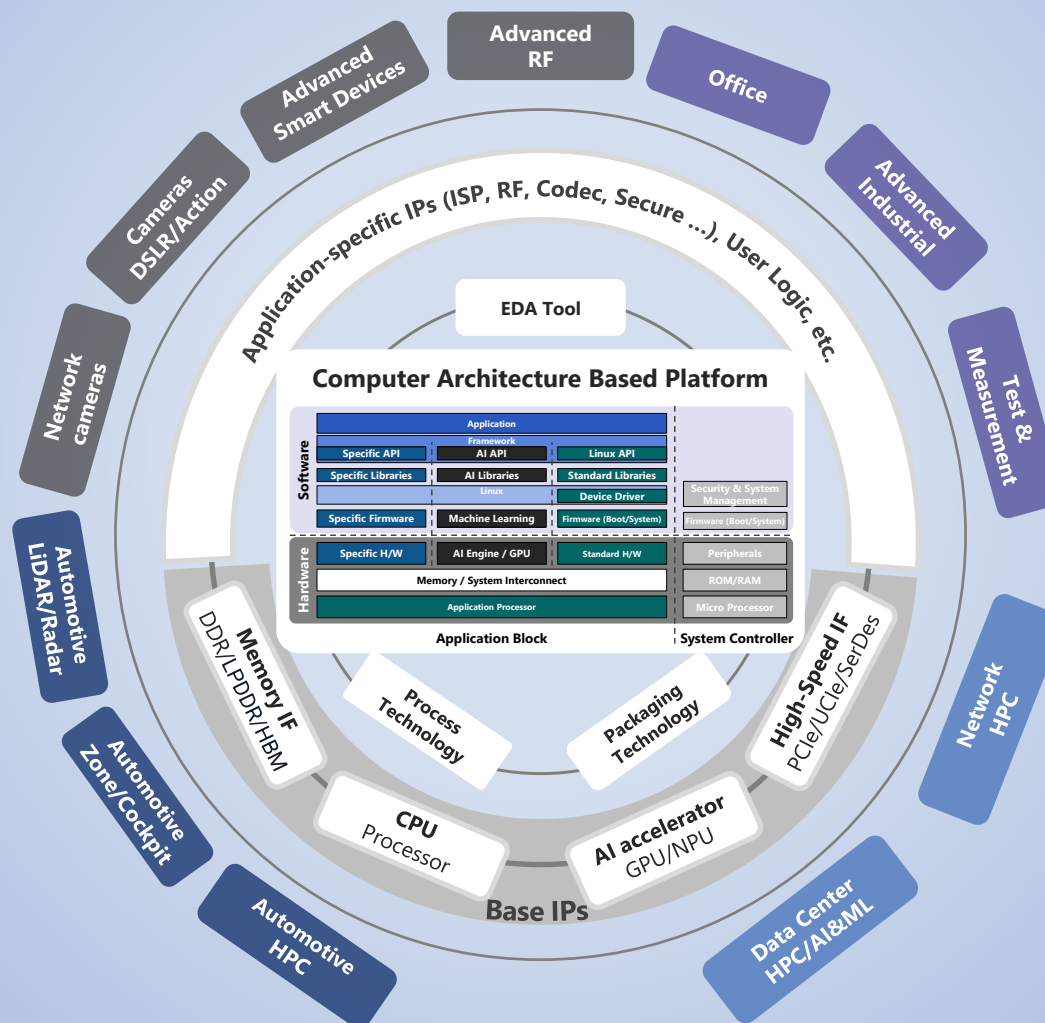 Advanced
RF
Advanced
Smart Devices
Office
Cameras
DSLR/Action
Advanced
Industrial
Network
cameras
Test &
Measurement
Application-specific IPs (ISP, RF, Codec, Secure ...), User Logic, etc.
EDA Tool
Computer Architecture Based Platform
Software
Application
Framework
Specific API
AI API
Linux API
Specific Libraries
AI Libraries
Standard Libraries
Linux
Device Driver
Security & System
Management
Specific Firmware
Machine Learning
Firmware (Boot/System)
Firmware (Boot/System)
Hardware
Specific H/W
AI Engine / GPU
Standard H/W
Peripherals
Memory / System Interconnect
ROM/RAM
Application Processor
Micro Processor
Application Block
System Controller
Automotive
LiDAR/Radar
Memory IF
DDR/LPDDR/HBM
Process
Technology
Packaging
Technology
High-Speed IF
PCIe/UCIe/SerDes
Network
HPC
Automotive
Zone/Cockpit
CPU
Processor
AI accelerator
GPU/NPU
Base IPs
Automotive
HPC
Data Center
HPC/AI&ML